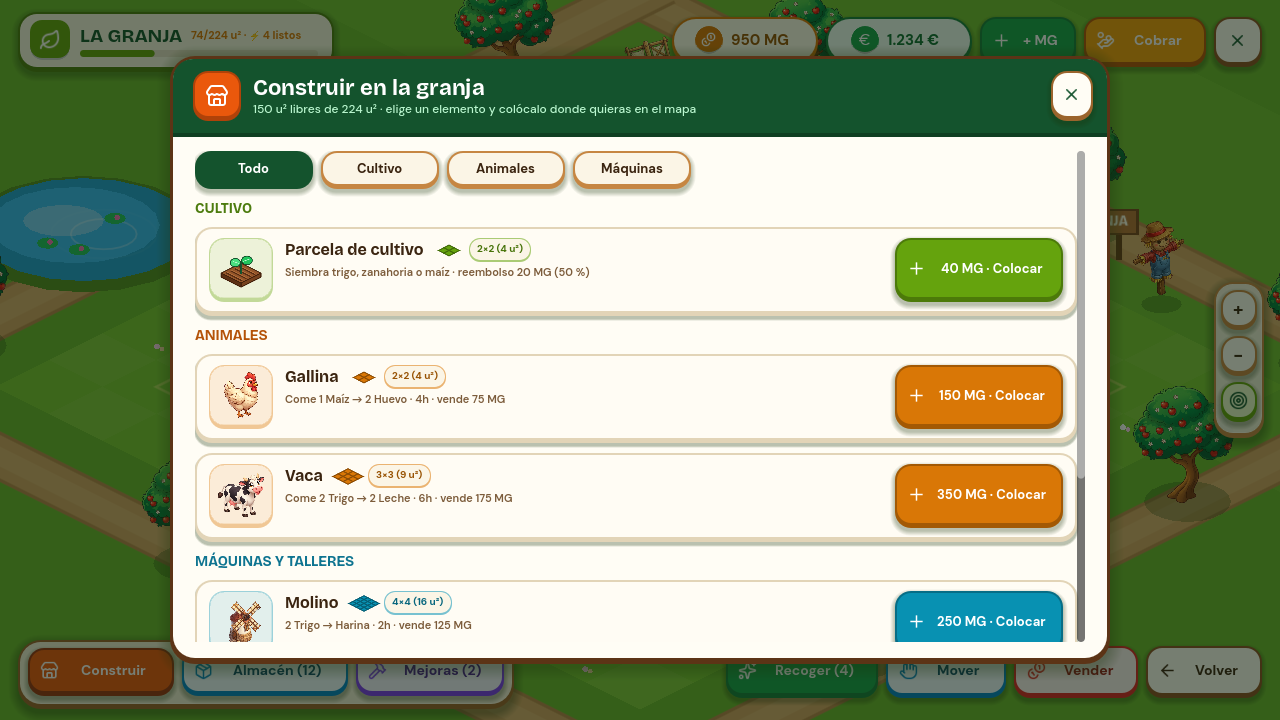 LA GRANJA 74/224 u² · ⚡ 4 listos
950 MG
1.234 €
+ MG
Cobrar
Construir en la granja
150 u² libres de 224 u² · elige un elemento y colócalo donde quieras en el mapa
Todo
Cultivo
Animales
Máquinas
CULTIVO
Parcela de cultivo
2×2 (4 u²)
Siembra trigo, zanahoria o maíz · reembolso 20 MG (50 %)
40 MG · Colocar
ANIMALES
Gallina
2×2 (4 u²)
Come 1 Maíz → 2 Huevo · 4h · vende 75 MG
150 MG · Colocar
Vaca
3×3 (9 u²)
Come 2 Trigo → 2 Leche · 6h · vende 175 MG
350 MG · Colocar
MÁQUINAS Y TALLERES
Molino
4×4 (16 u²)
2 Trigo → Harina · 2h · vende 125 MG
250 MG · Colocar
+
-
Construir
Almacén (12)
Mejoras (2)
Recoger (4)
Mover
Vender
Volver